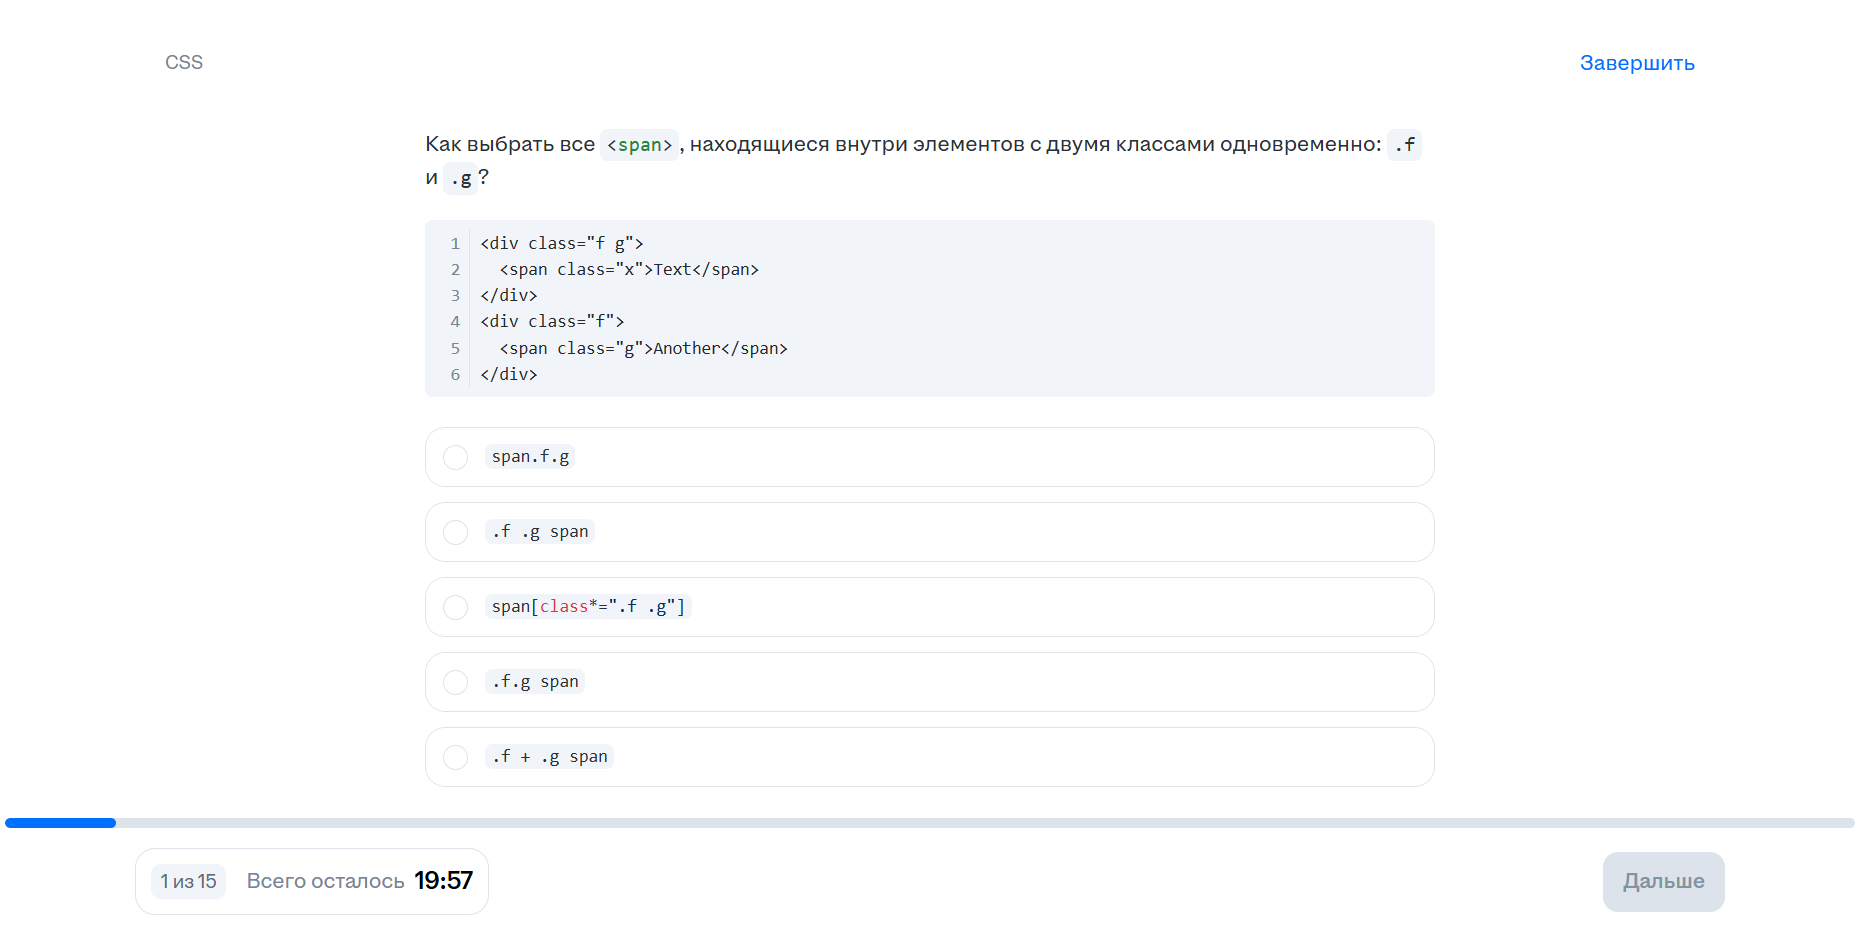 CSS
Завершить
Как выбрать все <span>, находящиеся внутри элементов с двумя классами одновременно: .f
и .g?
1 <div class="f g">
2   <span class="x">Text</span>
3 </div>
4 <div class="f">
5   <span class="g">Another</span>
6 </div>
span.f.g
.f .g span
span[class*=".f .g"]
.f.g span
.f + .g span
1 из 15 Всего осталось 19:57
Дальше